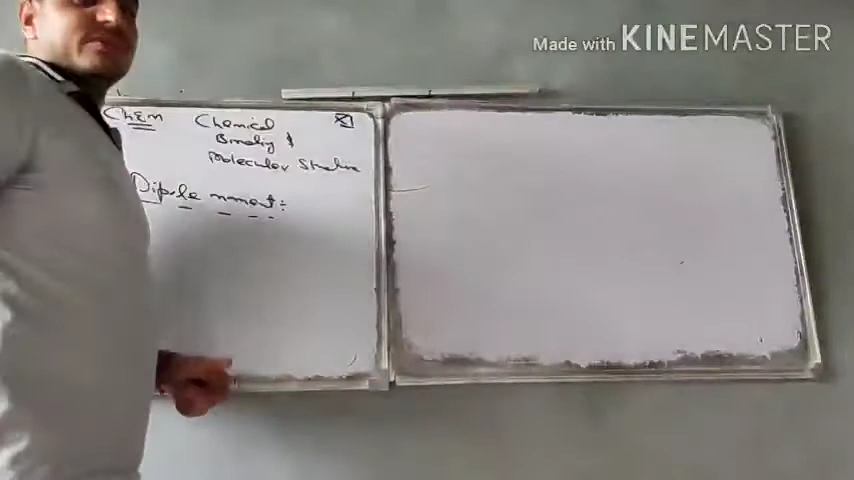 Made with KINEMASTER
Chem
Chemical
Bonding &
Molecular Structure
Dipole moment: